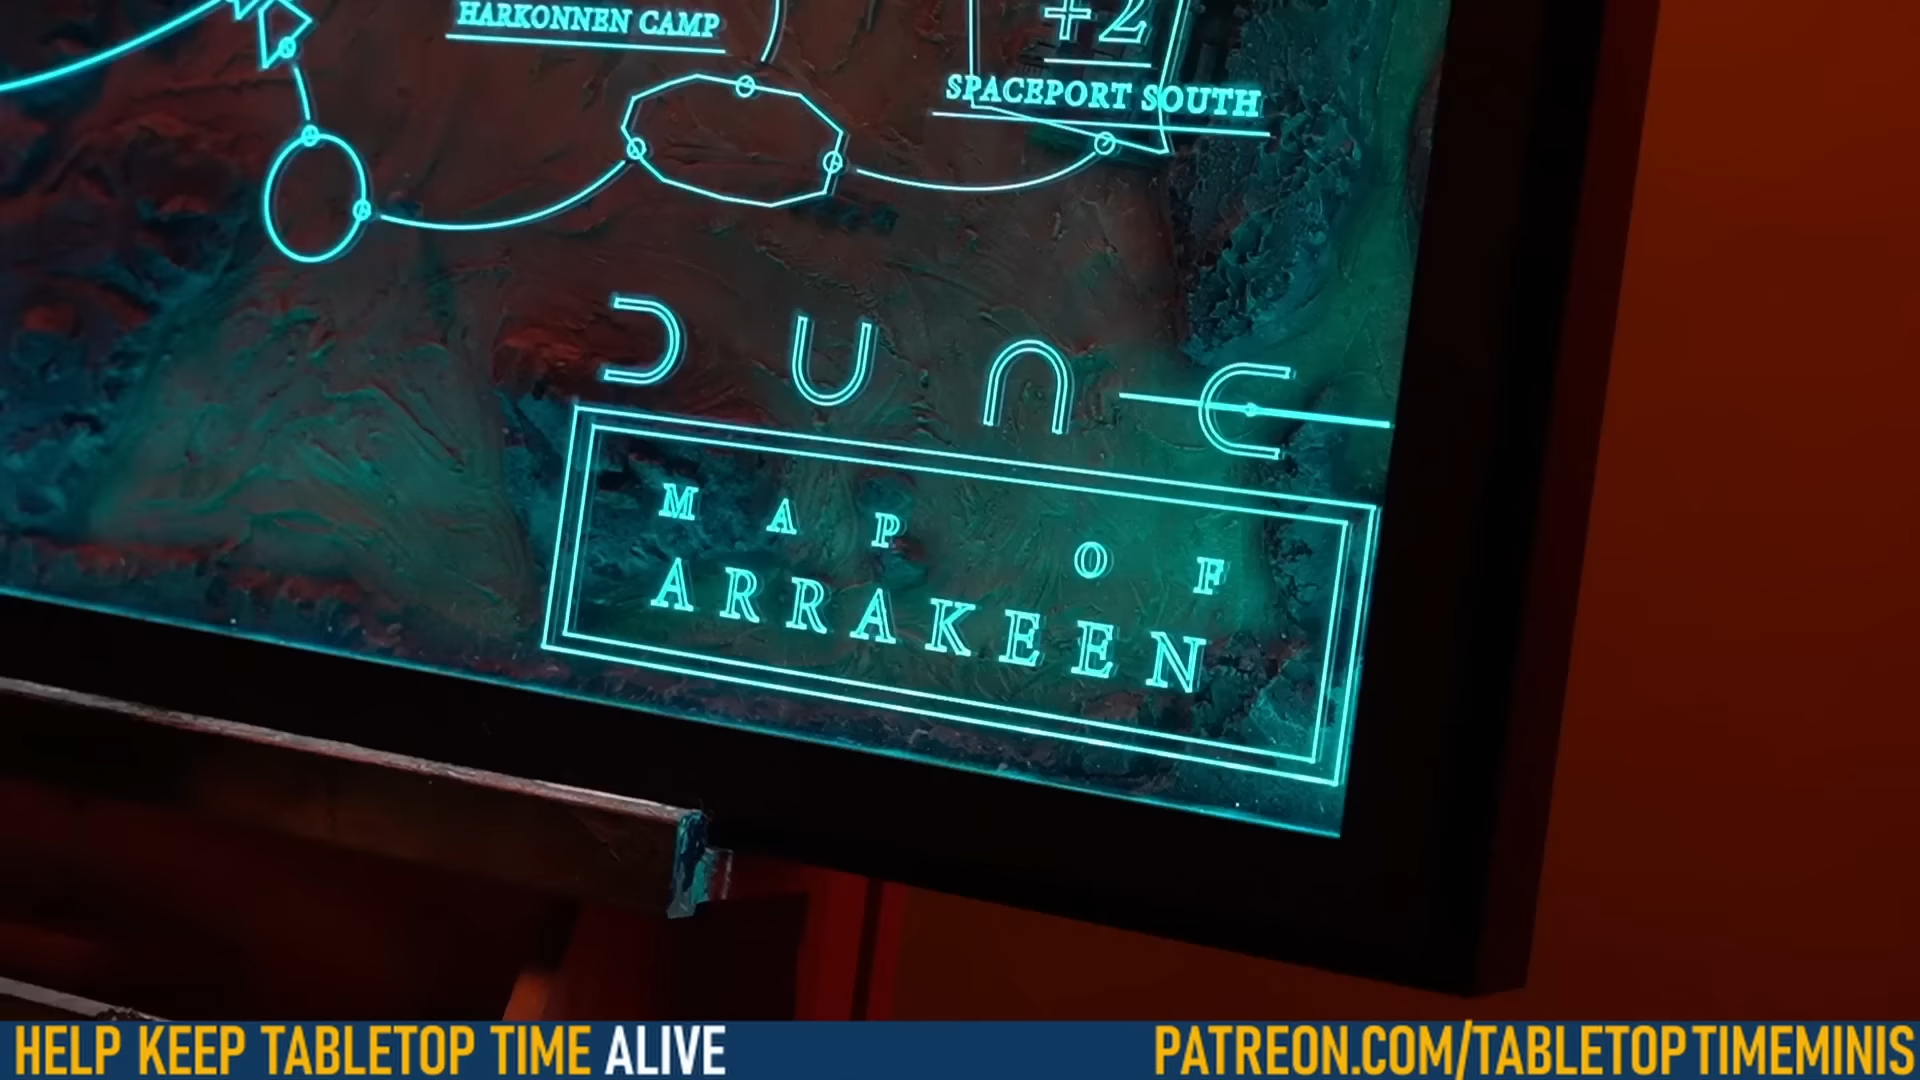 HARKONNEN CAMP
+2
SPACEPORT SOUTH
DUNE
MAP OF
ARRAKEEN
HELP KEEP TABLETOP TIME ALIVE
PATREON.COM/TABLETOPTIMEMINIS